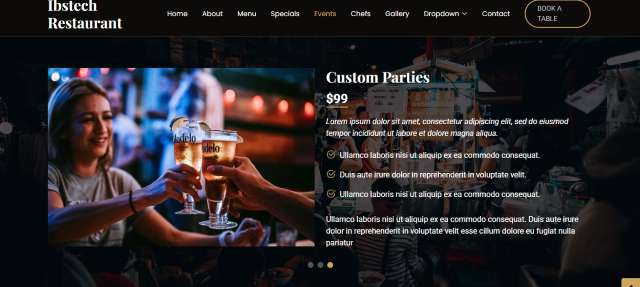 Ibstech
Restaurant
Home About Menu Specials Events Chefs Gallery Dropdown Contact
BOOK A
TABLE
Custom Parties
$99
Lorem ipsum dolor sit amet, consectetur adipiscing elit, sed do eiusmod
tempor incididunt ut labore et dolore magna aliqua.
Ullamco laboris nisi ut aliquip ex ea commodo consequat.
Duis aute irure dolor in reprehenderit in voluptate velit.
Ullamco laboris nisi ut aliquip ex ea commodo consequat.
Ullamco laboris nisi ut aliquip ex ea commodo consequat. Duis aute irure
dolor in reprehenderit in voluptate velit esse cillum dolore eu fugiat nulla
pariatur
Modelo